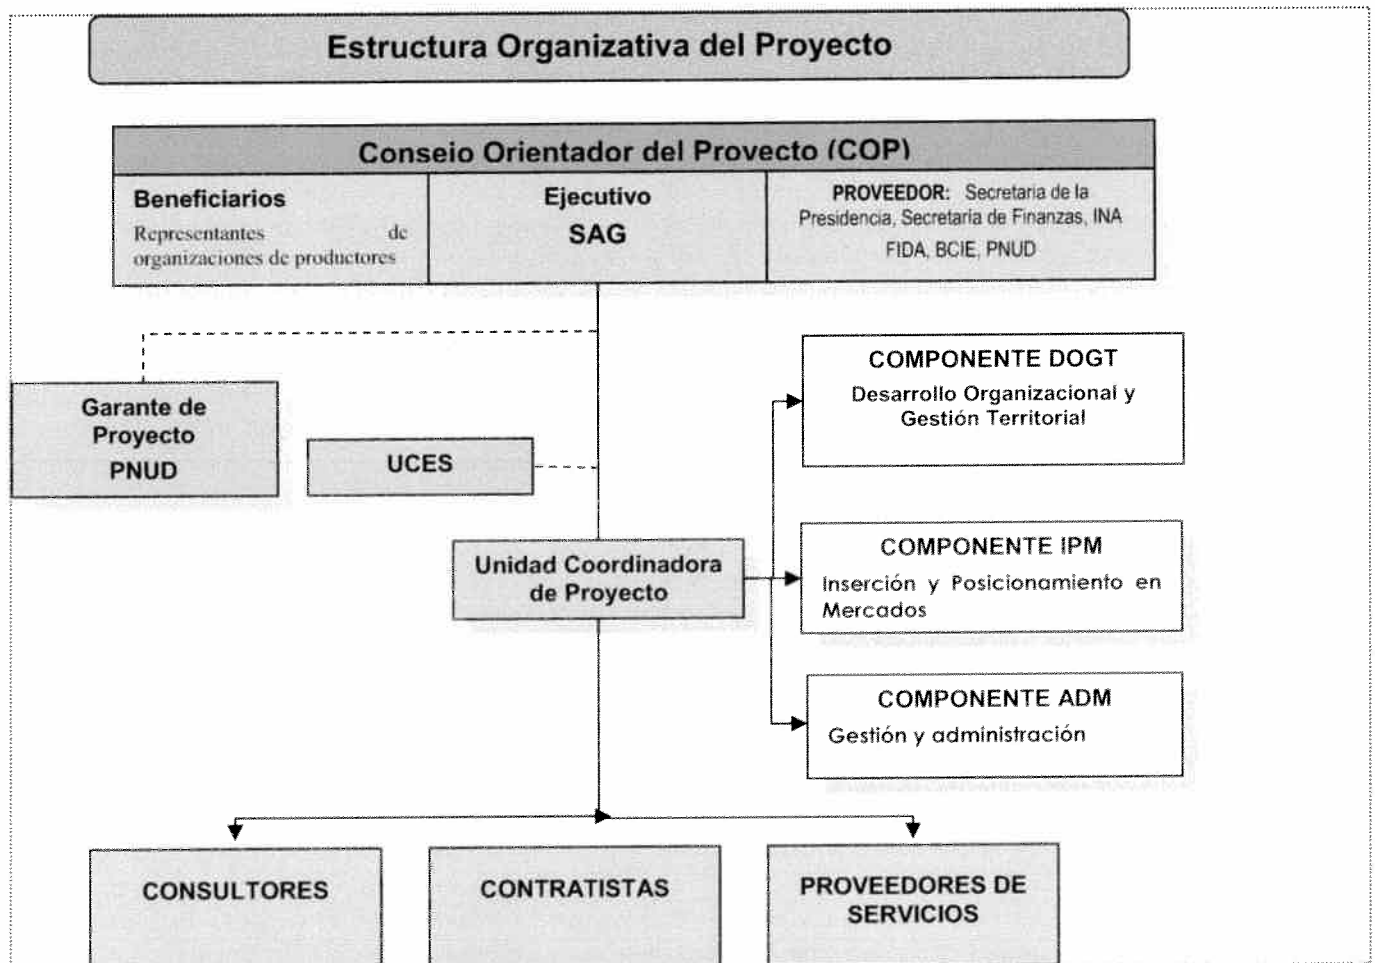 Estructura Organizativa del Proyecto
Consejo Orientador del Proyecto (COP)
Beneficiarios
Representantes de
organizaciones de productores
Ejecutivo
SAG
PROVEEDOR: Secretaria de la
Presidencia, Secretaria de Finanzas, INA
FIDA, BCIE, PNUD
Garante de
Proyecto
PNUD
UCES
Unidad Coordinadora
de Proyecto
COMPONENTE DOGT
Desarrollo Organizacional y
Gestión Territorial
COMPONENTE IPM
Inserción y Posicionamiento en
Mercados
COMPONENTE ADM
Gestión y administración
CONSULTORES
CONTRATISTAS
PROVEEDORES DE
SERVICIOS